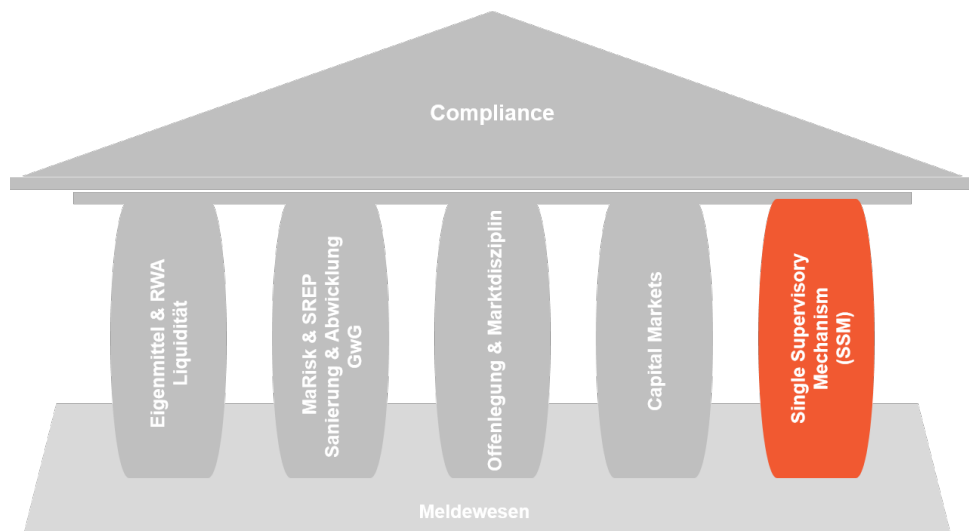 Compliance
Eigenmittel & RWA
Liquidität
MaRisk & SREP
Sanierung & Abwicklung
GwG
Offenlegung & Marktdisziplin
Capital Markets
Single Supervisory
Mechanism
(SSM)
Meldewesen